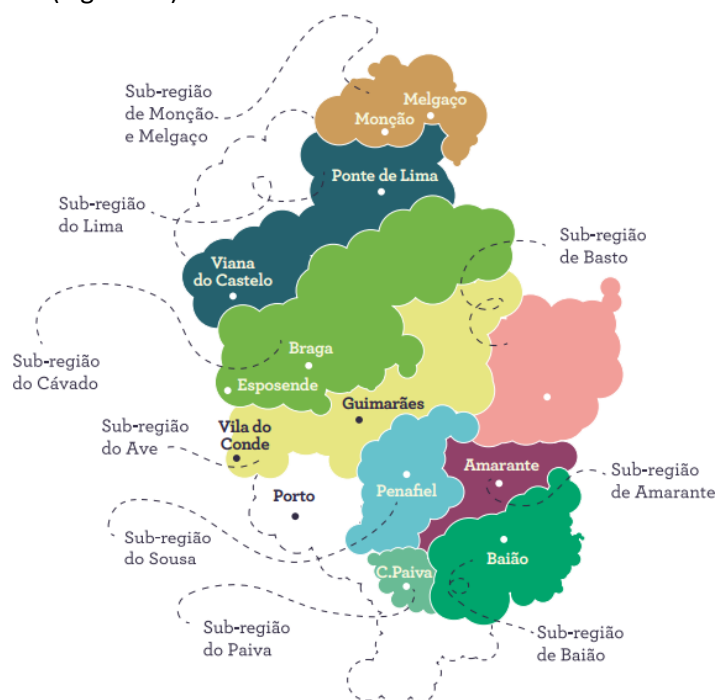 Sub-região
de Monção
e Melgaço
Melgaço
Monção
Ponte de Lima
Sub-região
do Lima
Sub-região
de Basto
Viana
do Castelo
Braga
Sub-região
do Cávado
Esposende
Guimarães
Sub-região
do Ave
Vila do
Conde
Amarante
Sub-região
de Amarante
Penafiel
Porto
Sub-região
do Sousa
Baião
C.Paiva
Sub-região
do Paiva
Sub-região
de Baião